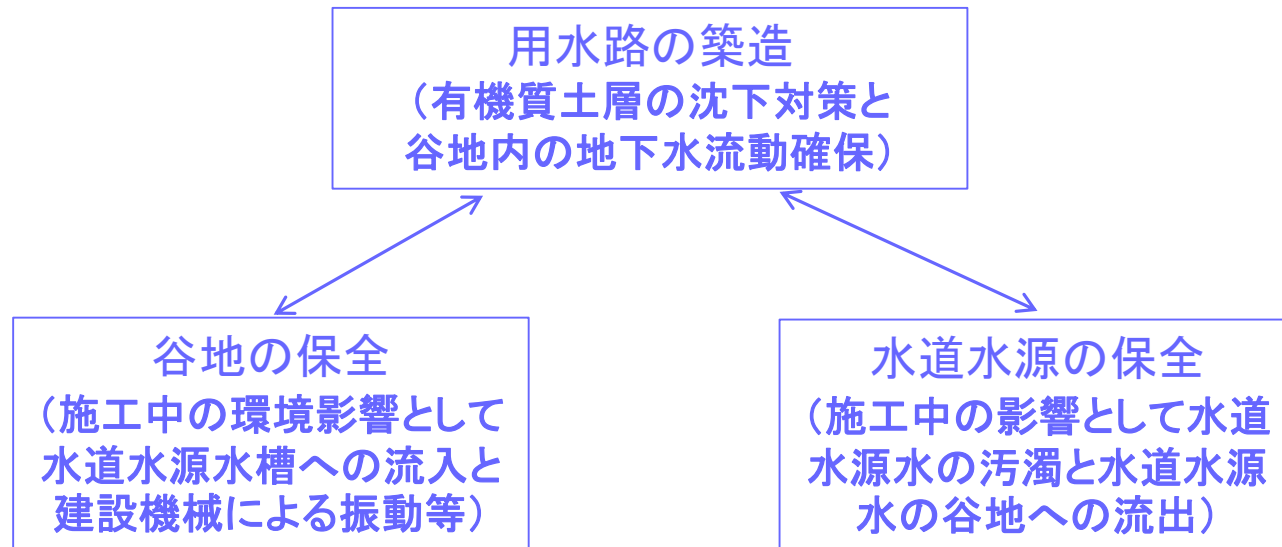 用水路の築造
（有機質土層の沈下対策と
谷地内の地下水流動確保）
谷地の保全
（施工中の環境影響として
水道水源水槽への流入と
建設機械による振動等）
水道水源の保全
（施工中の影響として水道
水源水の汚濁と水道水源
水の谷地への流出）